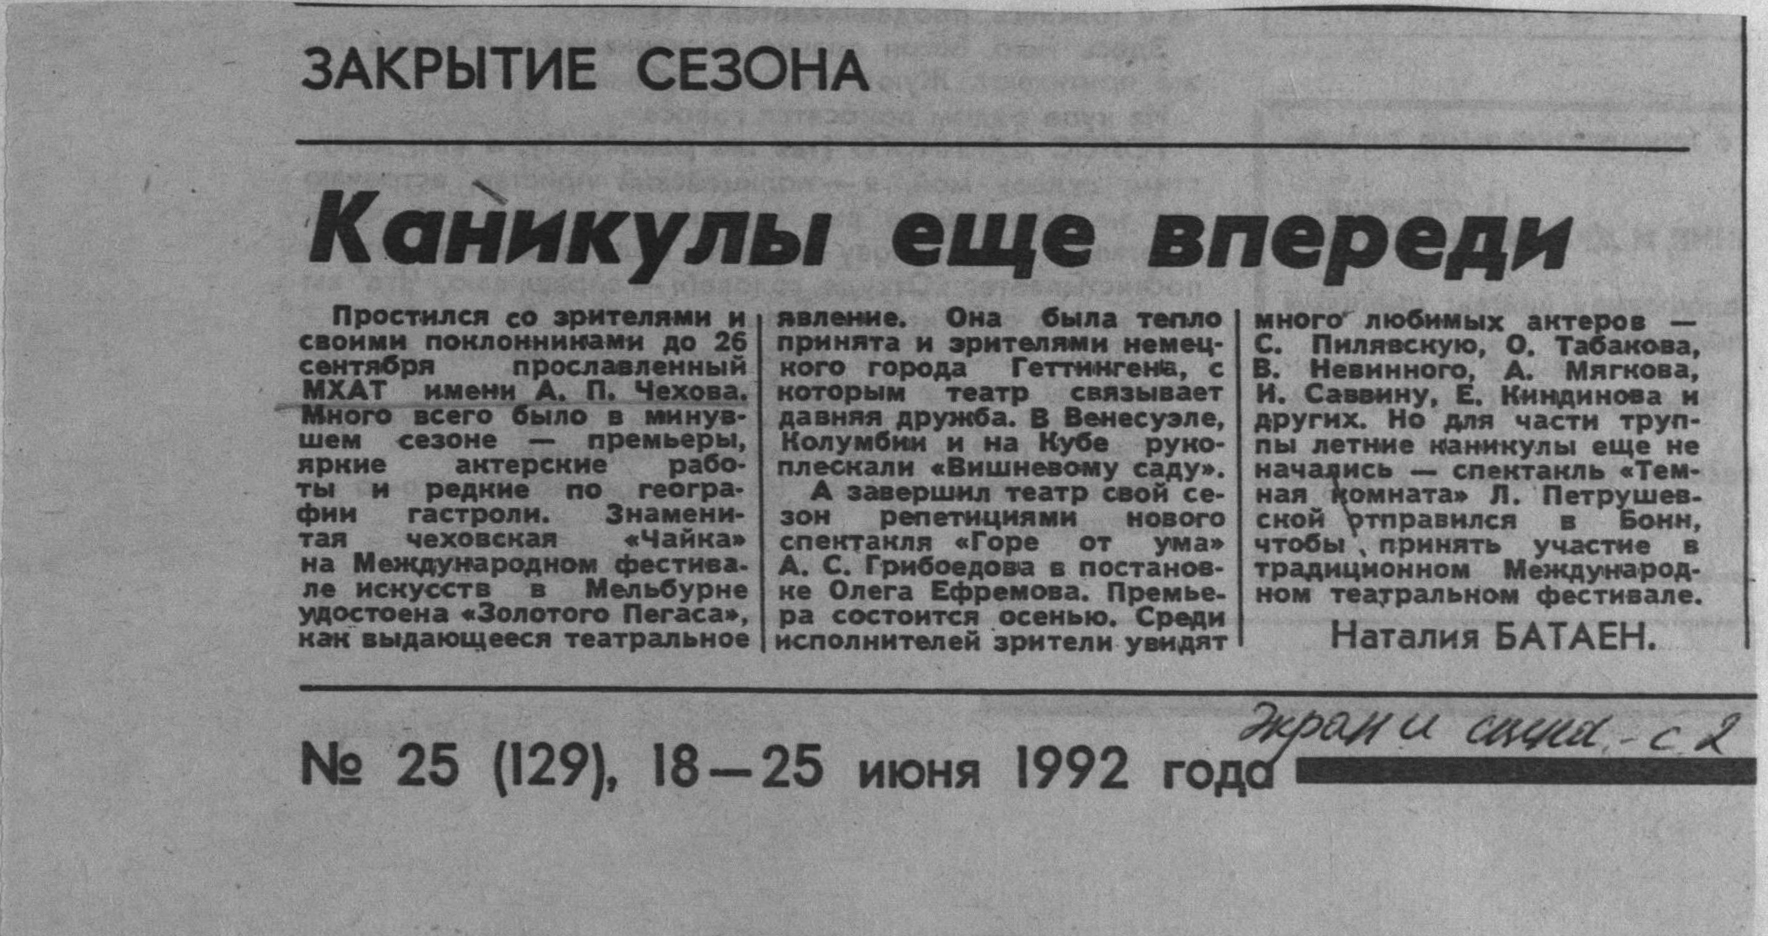 ЗАКРЫТИЕ СЕЗОНА
Каникулы еще впереди
Простился со зрителями и
своими поклонниками до 26
сентября прославленный
МХАТ имени А. П. Чехова.
Много всего было в минув-
шем сезоне — премьеры,
яркие актерские рабо-
ты и редкие по геогра-
фии гастроли. Знамени-
тая чеховская «Чайка»
на Международном фестива-
ле искусств в Мельбурне
удостоена «Золотого Пегаса»,
как выдающееся театральное
явление. Она была тепло
принята и зрителями немец-
кого города Геттингена, с
которым театр связывает
давняя дружба. В Венесуэле,
Колумбии и на Кубе руко-
плескали «Вишневому саду».
А завершил театр свой се-
зон репетициями нового
спектакля «Горе от ума»
А. С. Грибоедова в постанов-
ке Олега Ефремова. Премье-
ра состоится осенью. Среди
исполнителей зрители увидят
много любимых актеров —
С. Пилявскую, О. Табакова,
В. Невинного, А. Мягкова,
И. Саввину, Е. Киндинова и
других. Но для части труп-
пы летние каникулы еще не
начались — спектакль «Тем-
ная комната» Л. Петрушев-
ской отправился в Бонн,
чтобы принять участие в
традиционном Международ-
ном театральном фестивале.
Наталия БАТАЕН.
экран и сцена - с 2
№ 25 (129), 18—25 июня 1992 года